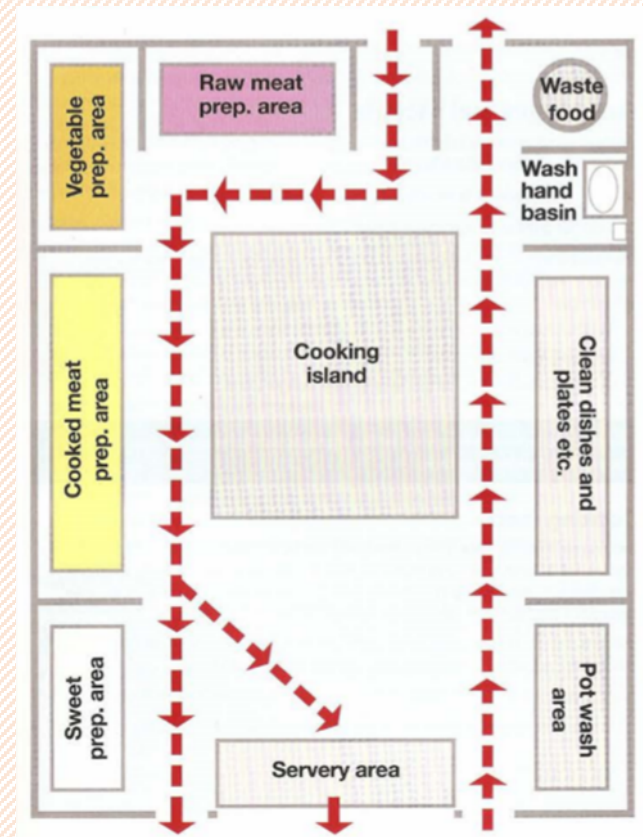 Vegetable
prep. area
Raw meat
prep. area
Waste
food
Wash
hand
basin
Cooked meat
prep. area
Cooking
island
Clean dishes and
plates etc.
Sweet
prep. area
Pot wash
area
Servery area